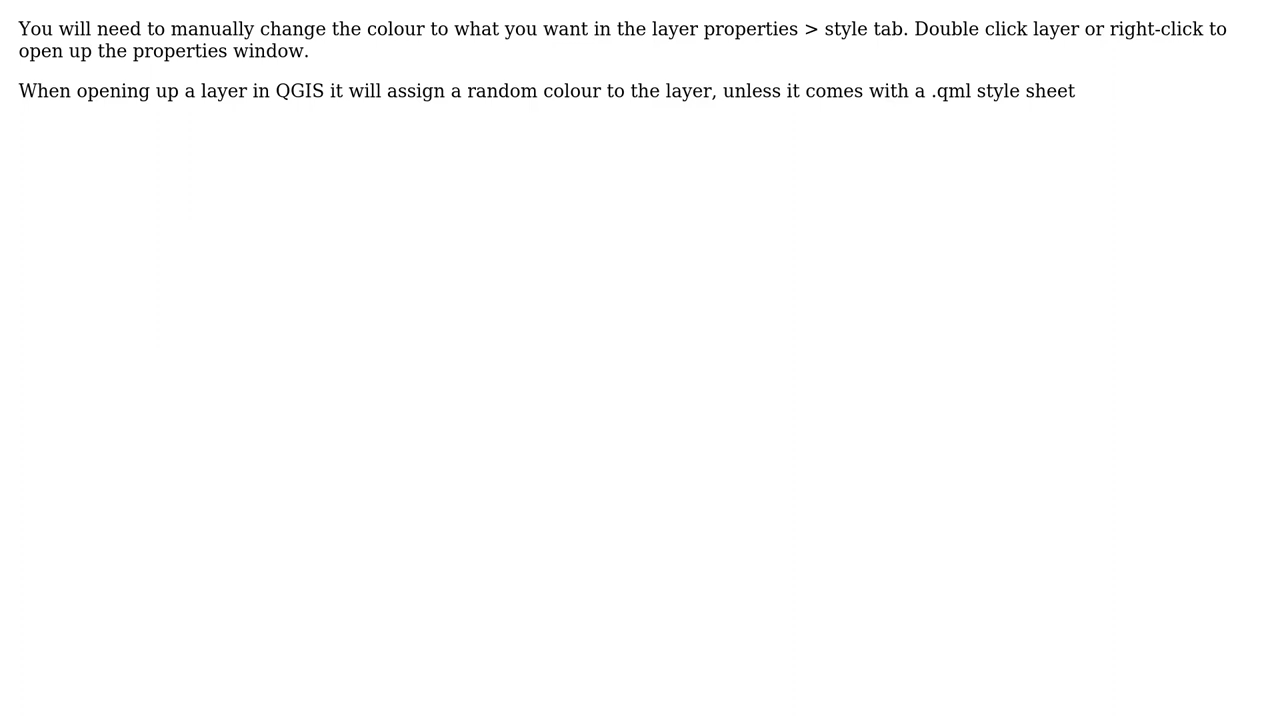 You will need to manually change the colour to what you want in the layer properties > style tab. Double click layer or right-click to
open up the properties window.
When opening up a layer in QGIS it will assign a random colour to the layer, unless it comes with a .qml style sheet